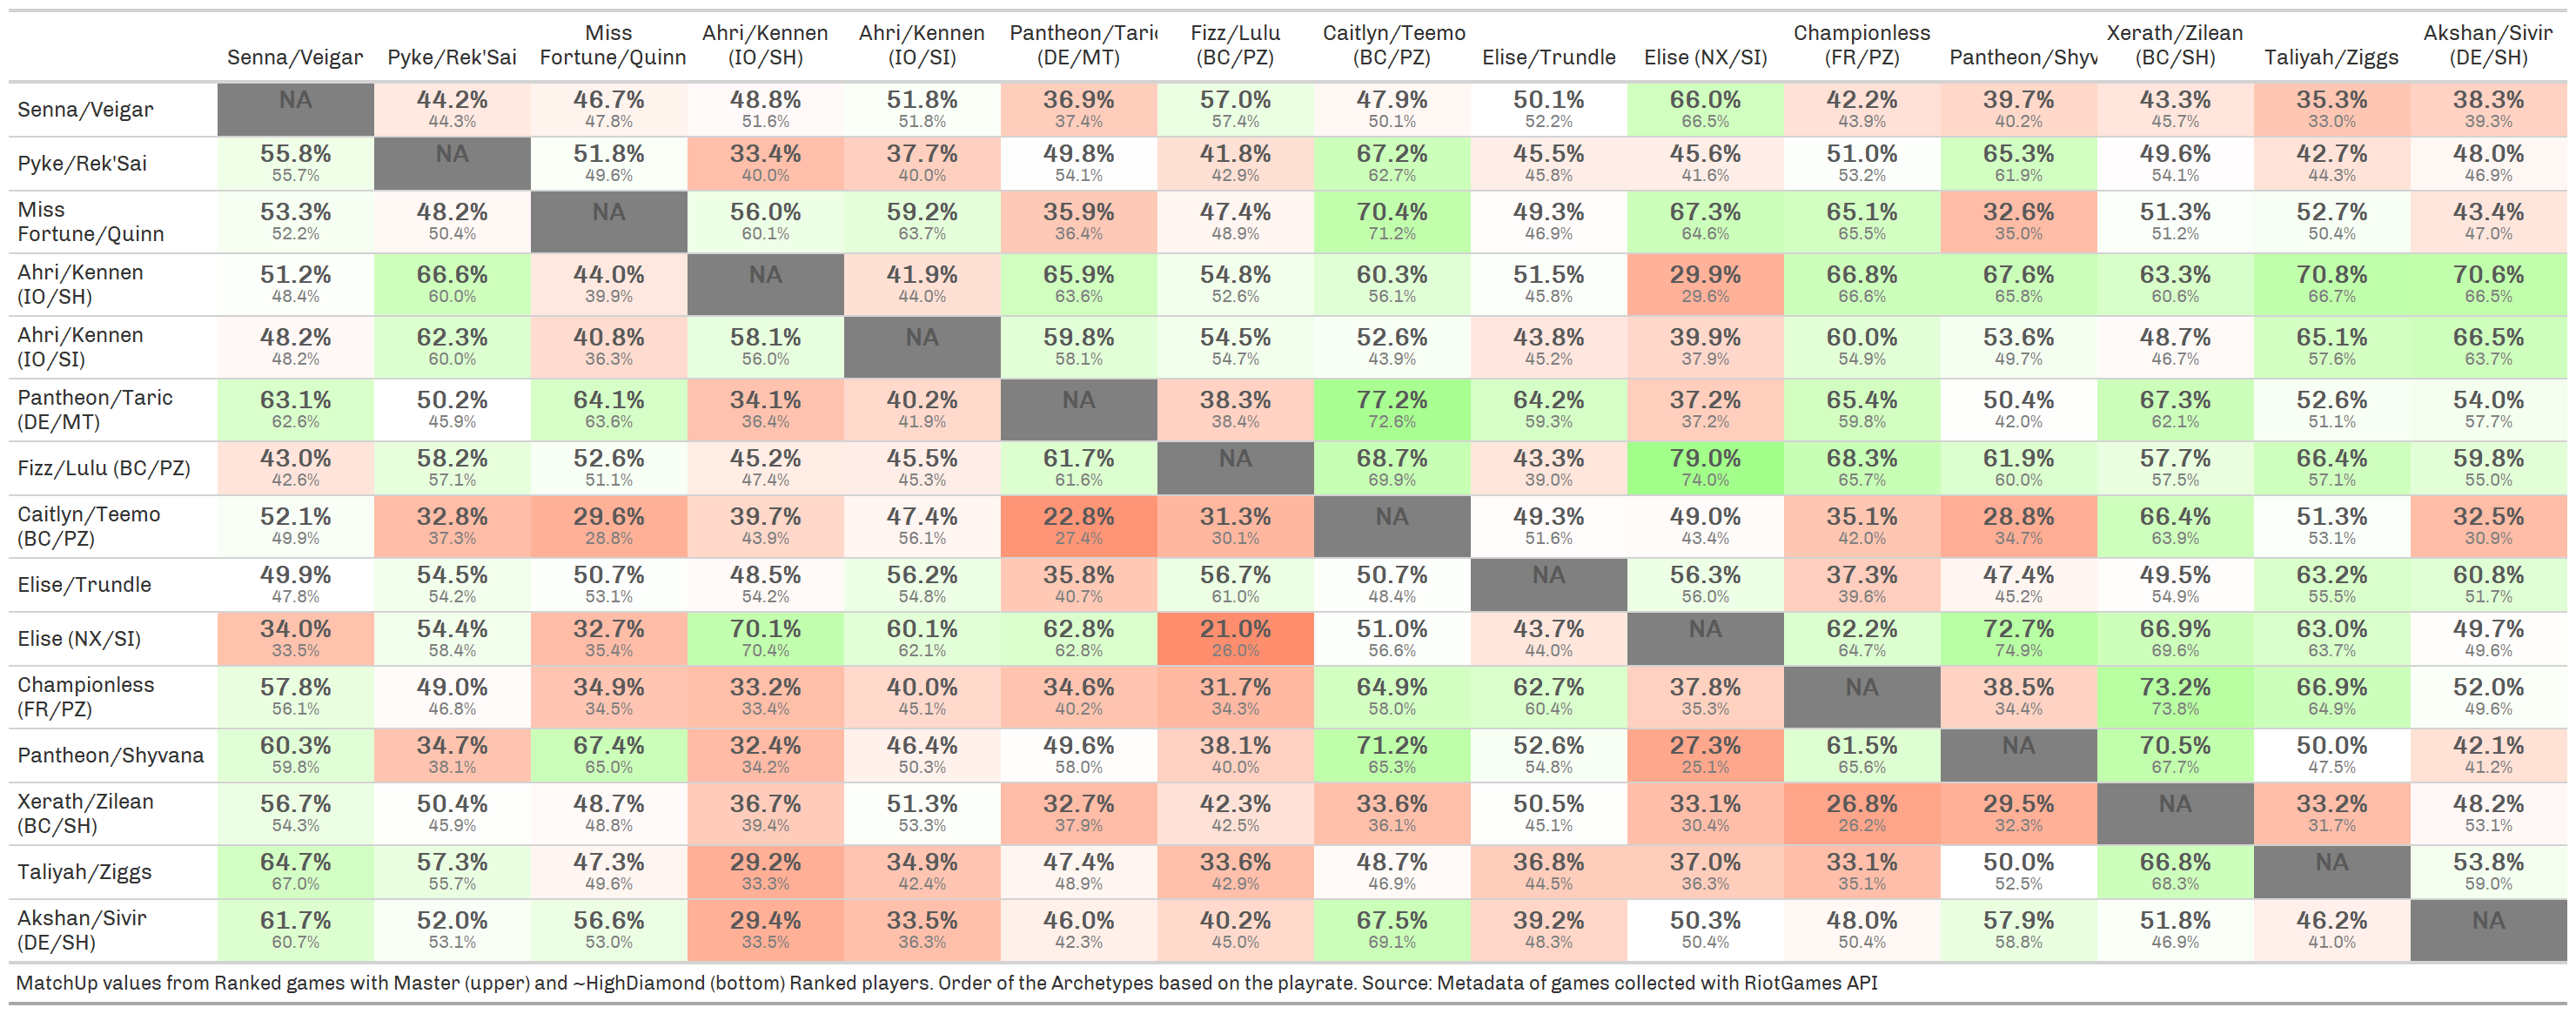 Miss Ahri/Kennen Ahri/Kennen Pantheon/Taric Fizz/Lulu Caitlyn/Teemo Championless Xerath/Zilean Akshan/Sivir
Senna/Veigar Pyke/Rek'Sai Fortune/Quinn (IO/SH) (IO/SI) (DE/MT) (BC/PZ) (BC/PZ) Elise/Trundle Elise (NX/SI) (FR/PZ) Pantheon/Shyv (BC/SH) Taliyah/Ziggs (DE/SH)
Senna/Veigar NA 44.2% 46.7% 48.8% 51.8% 36.9% 57.0% 47.9% 50.1% 66.0% 42.2% 39.7% 43.3% 35.3% 38.3%
44.3% 47.8% 51.6% 51.8% 37.4% 57.4% 50.1% 52.2% 66.5% 43.9% 40.2% 45.7% 33.0% 39.3%
Pyke/Rek'Sai 55.8% NA 51.8% 33.4% 37.7% 49.8% 41.8% 67.2% 45.5% 45.6% 51.0% 65.3% 49.6% 42.7% 48.0%
55.7% 49.6% 40.0% 40.0% 54.1% 42.9% 62.7% 45.8% 41.6% 53.2% 61.9% 54.1% 44.3% 46.9%
Miss 53.3% 48.2% NA 56.0% 59.2% 35.9% 47.4% 70.4% 49.3% 67.3% 65.1% 32.6% 51.3% 52.7% 43.4%
Fortune/Quinn 52.2% 50.4% 60.1% 63.7% 36.4% 48.9% 71.2% 46.9% 64.6% 65.5% 35.0% 51.2% 50.4% 47.0%
Ahri/Kennen 51.2% 66.6% 44.0% NA 41.9% 65.9% 54.8% 60.3% 51.5% 29.9% 66.8% 67.6% 63.3% 70.8% 70.6%
(IO/SH) 48.4% 60.0% 39.9% 44.0% 63.6% 52.6% 56.1% 45.8% 29.6% 66.6% 65.8% 60.6% 66.7% 66.5%
Ahri/Kennen 48.2% 62.3% 40.8% 58.1% NA 59.8% 54.5% 52.6% 43.8% 39.9% 60.0% 53.6% 48.7% 65.1% 66.5%
(IO/SI) 48.2% 60.0% 36.3% 56.0% 58.1% 54.7% 43.9% 45.2% 37.9% 54.9% 49.7% 46.7% 57.6% 63.7%
Pantheon/Taric 63.1% 50.2% 64.1% 34.1% 40.2% NA 38.3% 77.2% 64.2% 37.2% 65.4% 50.4% 67.3% 52.6% 54.0%
(DE/MT) 62.6% 45.9% 63.6% 36.4% 41.9% 38.4% 72.6% 59.3% 37.2% 59.8% 42.0% 62.1% 51.1% 57.7%
Fizz/Lulu (BC/PZ) 43.0% 58.2% 52.6% 45.2% 45.5% 61.7% NA 68.7% 43.3% 79.0% 68.3% 61.9% 57.7% 66.4% 59.8%
42.6% 57.1% 51.1% 47.4% 45.3% 61.6% 69.9% 39.0% 74.0% 65.7% 60.0% 57.5% 57.1% 55.0%
Caitlyn/Teemo 52.1% 32.8% 29.6% 39.7% 47.4% 22.8% 31.3% NA 49.3% 49.0% 35.1% 28.8% 66.4% 51.3% 32.5%
(BC/PZ) 49.9% 37.3% 28.8% 43.9% 56.1% 27.4% 30.1% 51.6% 43.4% 42.0% 34.7% 63.9% 53.1% 30.9%
Elise/Trundle 49.9% 54.5% 50.7% 48.5% 56.2% 35.8% 56.7% 50.7% NA 56.3% 37.3% 47.4% 49.5% 63.2% 60.8%
47.8% 54.2% 53.1% 54.2% 54.8% 40.7% 61.0% 48.4% 56.0% 39.6% 45.2% 54.9% 55.5% 51.7%
Elise (NX/SI) 34.0% 54.4% 32.7% 70.1% 60.1% 62.8% 21.0% 51.0% 43.7% NA 62.2% 72.7% 66.9% 63.0% 49.7%
33.5% 58.4% 35.4% 70.4% 62.1% 62.8% 26.0% 56.6% 44.0% 64.7% 74.9% 69.6% 63.7% 49.6%
Championless 57.8% 49.0% 34.9% 33.2% 40.0% 34.6% 31.7% 64.9% 62.7% 37.8% NA 38.5% 73.2% 66.9% 52.0%
(FR/PZ) 56.1% 46.8% 34.5% 33.4% 45.1% 40.2% 34.3% 58.0% 60.4% 35.3% 34.4% 73.8% 64.9% 49.6%
Pantheon/Shyvana 60.3% 34.7% 67.4% 32.4% 46.4% 49.6% 38.1% 71.2% 52.6% 27.3% 61.5% NA 70.5% 50.0% 42.1%
59.8% 38.1% 65.0% 34.2% 50.3% 58.0% 40.0% 65.3% 54.8% 25.1% 65.6% 67.7% 47.5% 41.2%
Xerath/Zilean 56.7% 50.4% 48.7% 36.7% 51.3% 32.7% 42.3% 33.6% 50.5% 33.1% 26.8% 29.5% NA 33.2% 48.2%
(BC/SH) 54.3% 45.9% 48.8% 39.4% 53.3% 37.9% 42.5% 36.1% 45.1% 30.4% 26.2% 32.3% 31.7% 53.1%
Taliyah/Ziggs 64.7% 57.3% 47.3% 29.2% 34.9% 47.4% 33.6% 48.7% 36.8% 37.0% 33.1% 50.0% 66.8% NA 53.8%
67.0% 55.7% 49.6% 33.3% 42.4% 48.9% 42.9% 46.9% 44.5% 36.3% 35.1% 52.5% 68.3% 59.0%
Akshan/Sivir 61.7% 52.0% 56.6% 29.4% 33.5% 46.0% 40.2% 67.5% 39.2% 50.3% 48.0% 57.9% 51.8% 46.2% NA
(DE/SH) 60.7% 53.1% 53.0% 33.5% 36.3% 42.3% 45.0% 69.1% 48.3% 50.4% 50.4% 58.8% 46.9% 41.0%
MatchUp values from Ranked games with Master (upper) and ~HighDiamond (bottom) Ranked players. Order of the Archetypes based on the playrate. Source: Metadata of games collected with RiotGames API